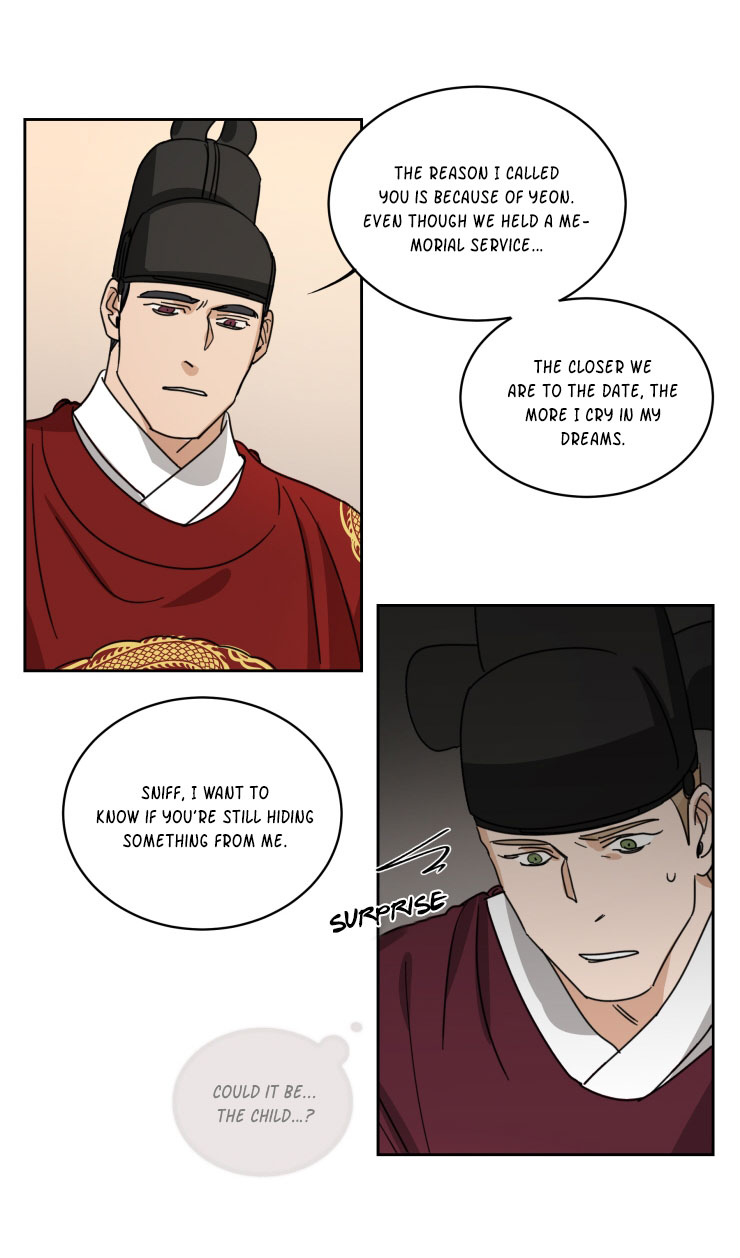 THE REASON I CALLED
YOU IS BECAUSE OF YEON.
EVEN THOUGH WE HELD A ME-
MORIAL SERVICE...
THE CLOSER WE
ARE TO THE DATE, THE
MORE I CRY IN MY
DREAMS.
SNIFF, I WANT TO
KNOW IF YOU'RE STILL HIDING
SOMETHING FROM ME.
SURPRISE
COULD IT BE...
THE CHILD...?